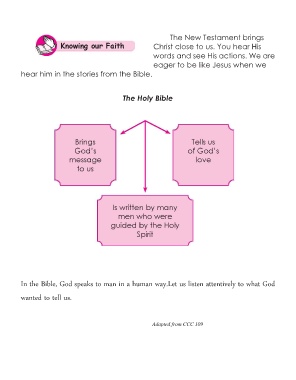 Knowing our Faith
The New Testament brings
Christ close to us. You hear His
words and see His actions. We are
eager to be like Jesus when we
hear him in the stories from the Bible.
The Holy Bible
Brings
God's
message
to us
Tells us
of God's
love
Is written by many
men who were
guided by the Holy
Spirit
In the Bible, God speaks to man in a human way.Let us listen attentively to what God
wanted to tell us.
Adapted from CCC 109